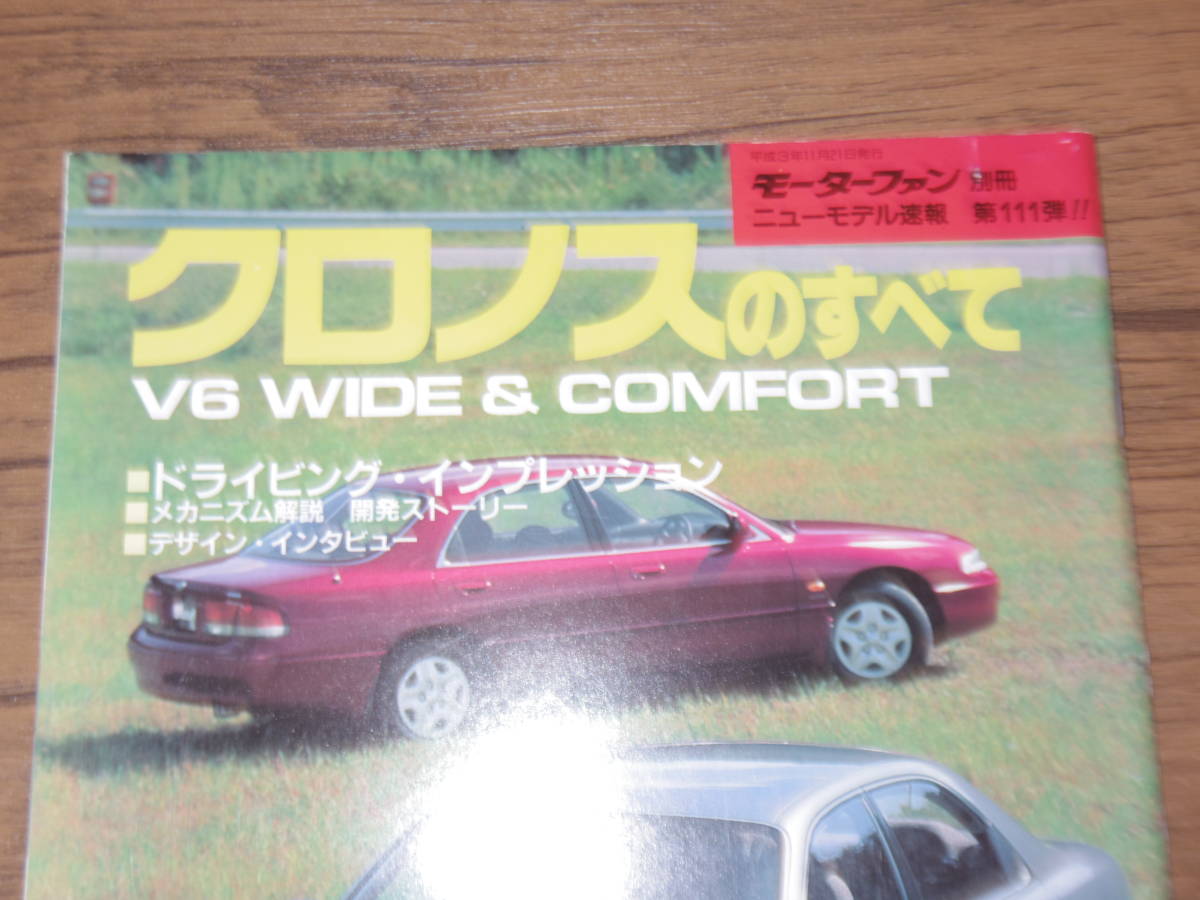 平成3年11月21日発行
モーターファン 別冊
ニューモデル速報 第111弾!!
クロノスのすべて
V6 WIDE & COMFORT
■ドライビング・インプレッション
■メカニズム解説 開発ストーリー
■デザイン・インタビュー